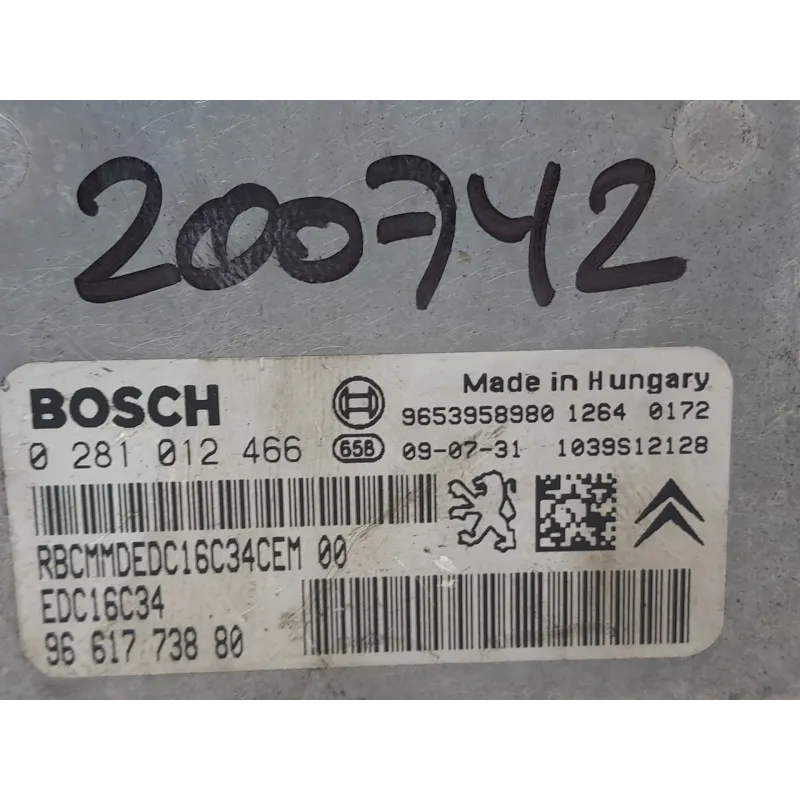 200742
BOSCH
Made in Hungary
9653958980 1264 0172
0 281 012 466
658
09-07-31 1039S12128
RBCMMDEDC16C34CEM 00
EDC16C34
96 617 738 80